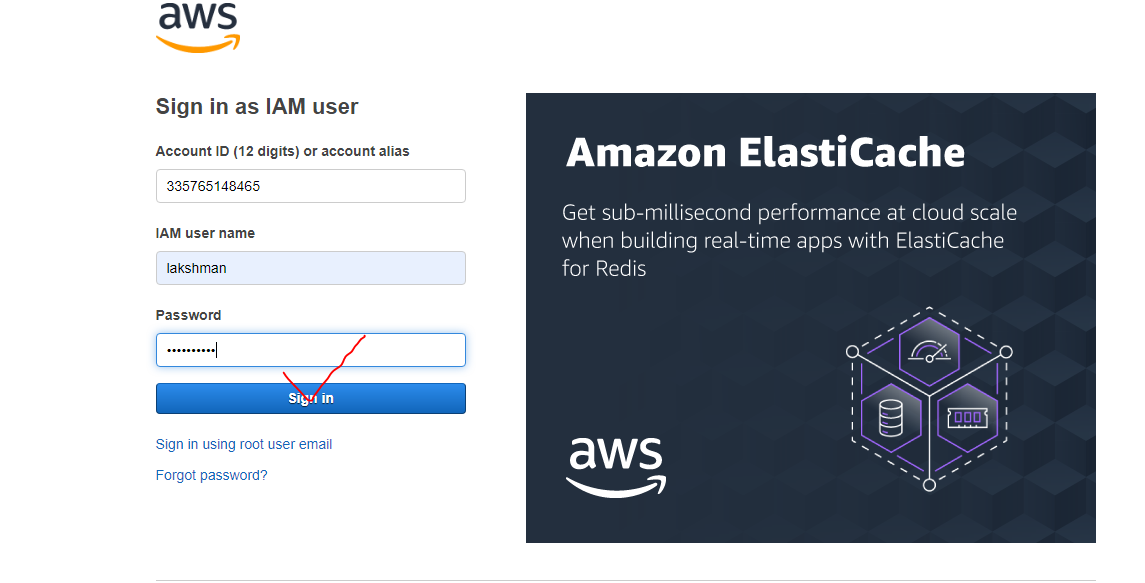 aws
Sign in as IAM user
Account ID (12 digits) or account alias
335765148465
IAM user name
lakshman
Password
••••••••••
Sign in
Sign in using root user email
Forgot password?
Amazon ElastiCache
Get sub-millisecond performance at cloud scale
when building real-time apps with ElastiCache
for Redis
aws